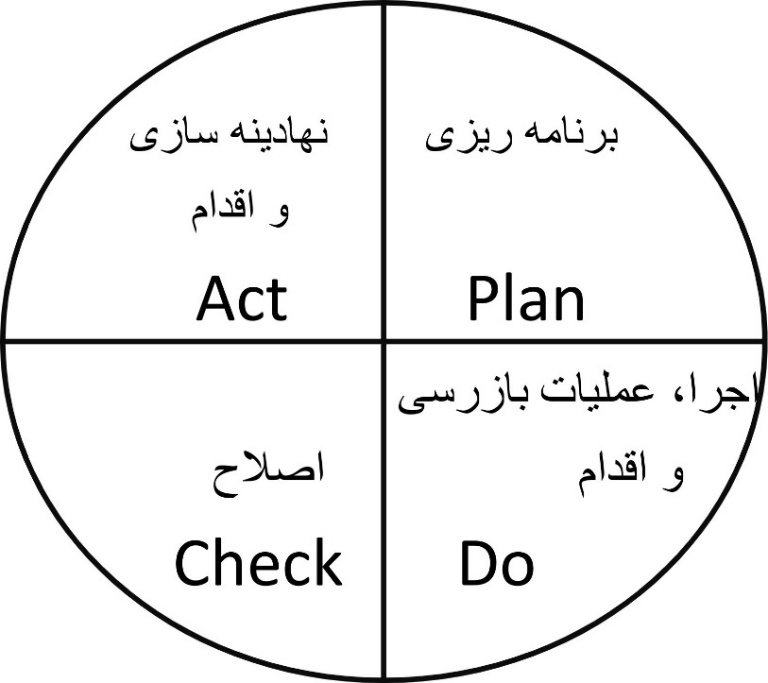 برنامه ریزی
Plan
اجرا، عملیات بازرسی
و اقدام
Do
اصلاح
Check
نهادینه سازی
و اقدام
Act